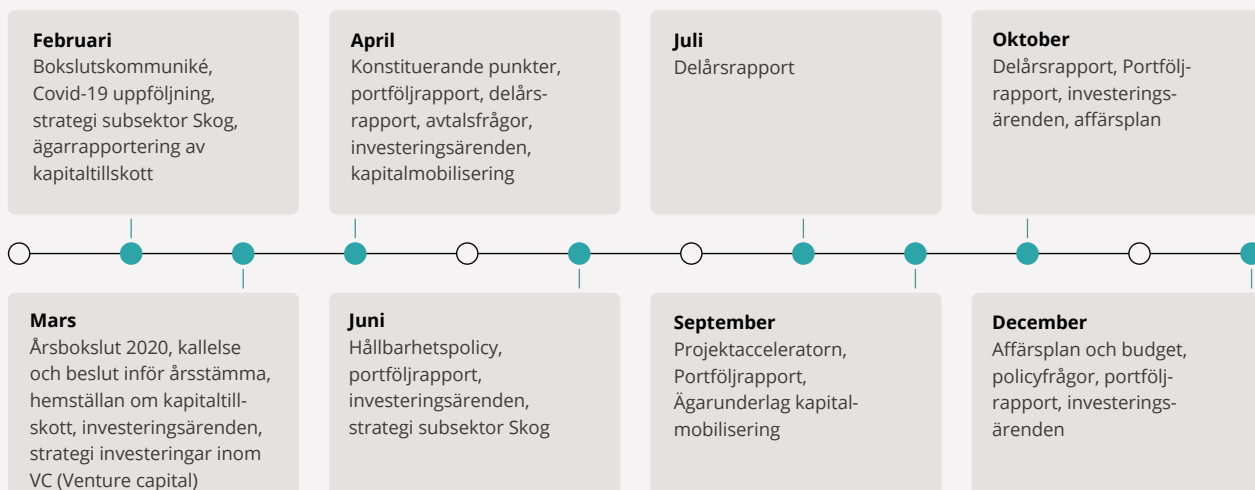 Februari
Bokslutskommuniké,
Covid-19 uppföljning,
strategi subsektor Skog,
ägarrapportering av
kapitaltillskott
April
Konstituerande punkter,
portföljrapport, delårs-
rapport, avtalsfrågor,
investeringsärenden,
kapitalmobilisering
Juli
Delårsrapport
Oktober
Delårsrapport, Portfölj-
rapport, investerings-
ärenden, affärsplan
Mars
Årsbokslut 2020, kallelse
och beslut inför årsstämma,
hemställan om kapitaltill-
skott, investeringsärenden,
strategi investeringar inom
VC (Venture capital)
Juni
Hållbarhetspolicy,
portföljrapport,
investeringsärenden,
strategi subsektor Skog
September
Projektacceleratorn,
Portföljrapport,
Ägarunderlag kapital-
mobilisering
December
Affärsplan och budget,
policyfrågor, portfölj-
rapport, investerings-
ärenden